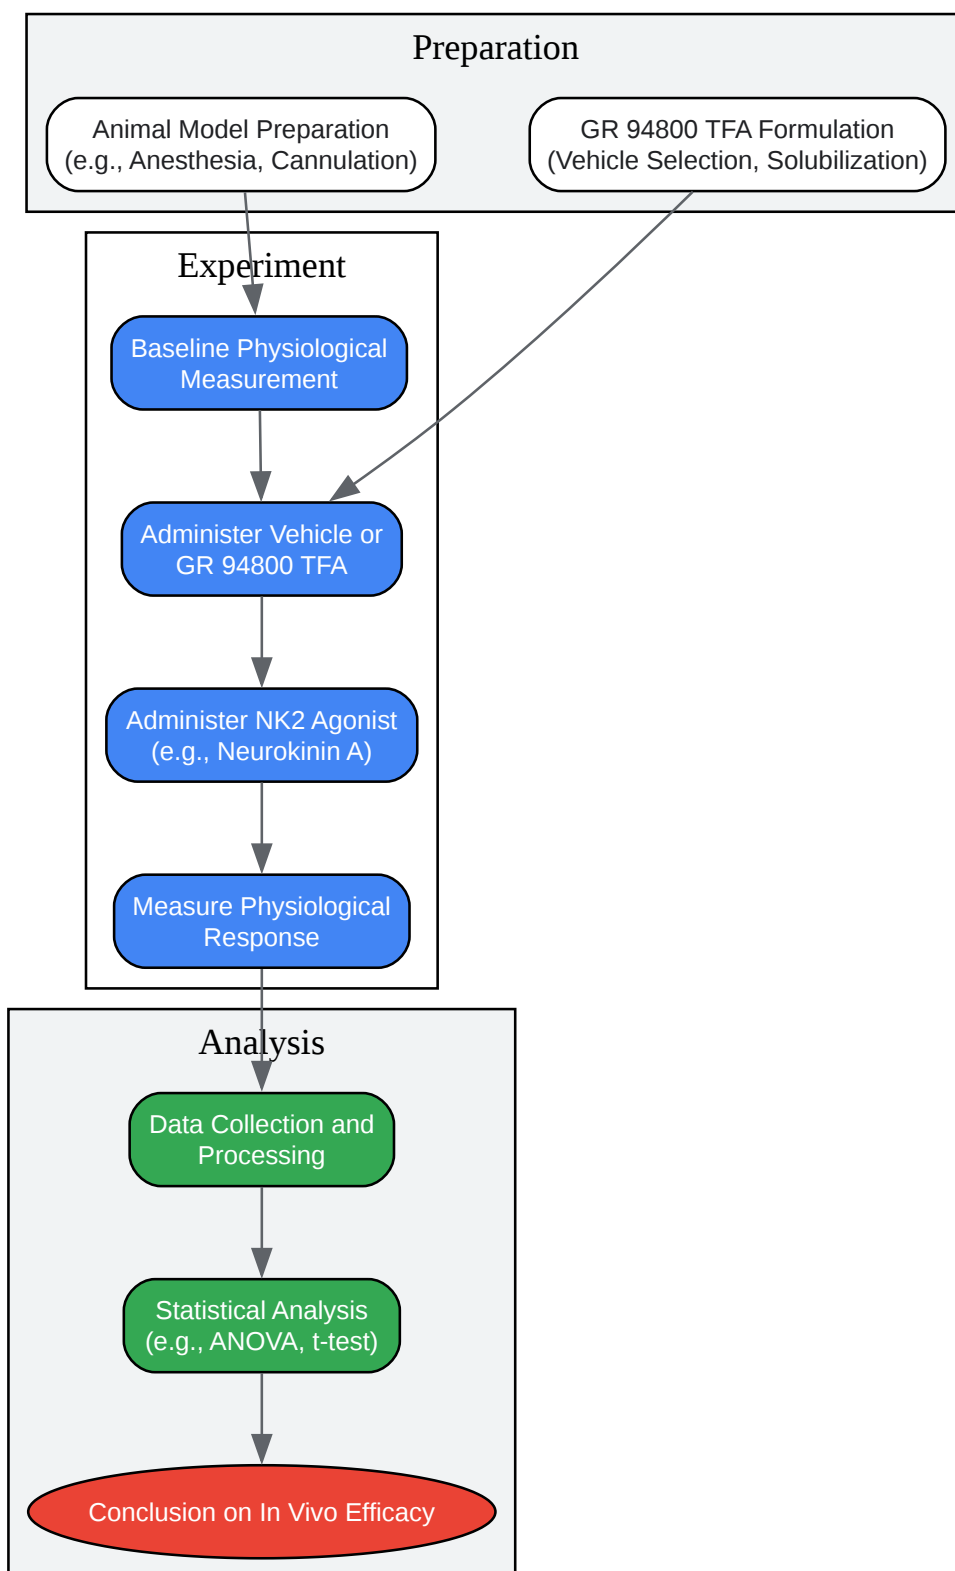 Preparation
Animal Model Preparation
(e.g., Anesthesia, Cannulation)
GR 94800 TFA Formulation
(Vehicle Selection, Solubilization)
Experiment
Baseline Physiological
Measurement
Administer Vehicle or
GR 94800 TFA
Administer NK2 Agonist
(e.g., Neurokinin A)
Measure Physiological
Response
Analysis
Data Collection and
Processing
Statistical Analysis
(e.g., ANOVA, t-test)
Conclusion on In Vivo Efficacy